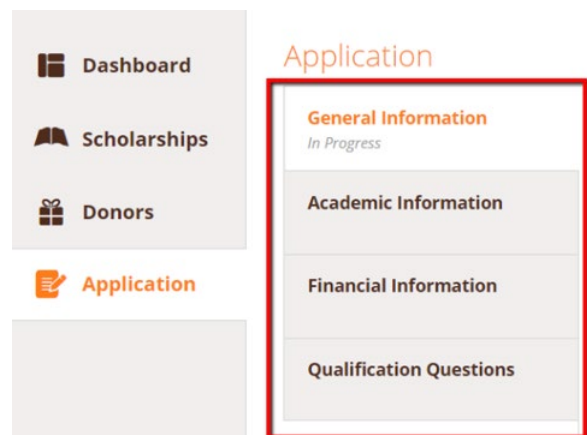 Dashboard
Scholarships
Donors
Application
Application
General Information
In Progress
Academic Information
Financial Information
Qualification Questions